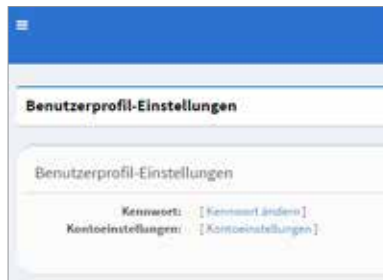 Benutzerprofil-Einstellungen
Benutzerprofil-Einstellungen
Kennwort: [ Kennwort ändern ]
Kontoeinstellungen: [ Kontoeinstellungen ]